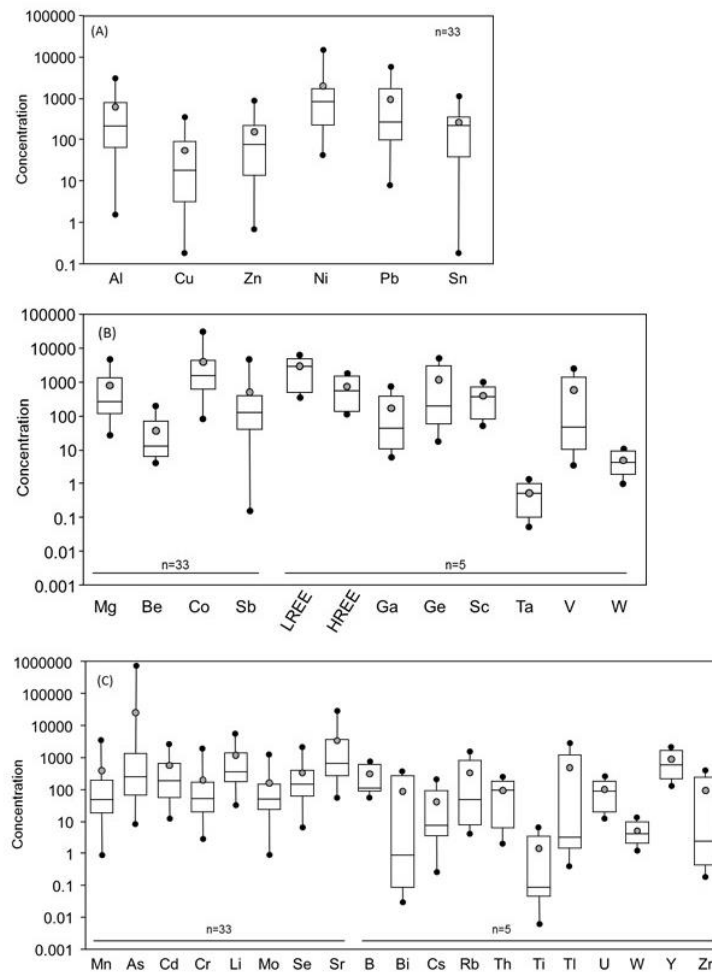 (A)
n=33
100000
10000
1000
100
10
1
0.1
Concentration
Al Cu Zn Ni Pb Sn
(B)
100000
10000
1000
100
10
1
0.1
0.01
0.001
Concentration
n=33 n=5
Mg Be Co Sb LREE HREE Ga Ge Sc Ta V W
(C)
1000000
100000
10000
1000
100
10
1
0.1
0.01
0.001
Concentration
n=33 n=5
Mn As Cd Cr Li Mo Se Sr B Bi Cs Rb Th Ti Tl U W Y Zr